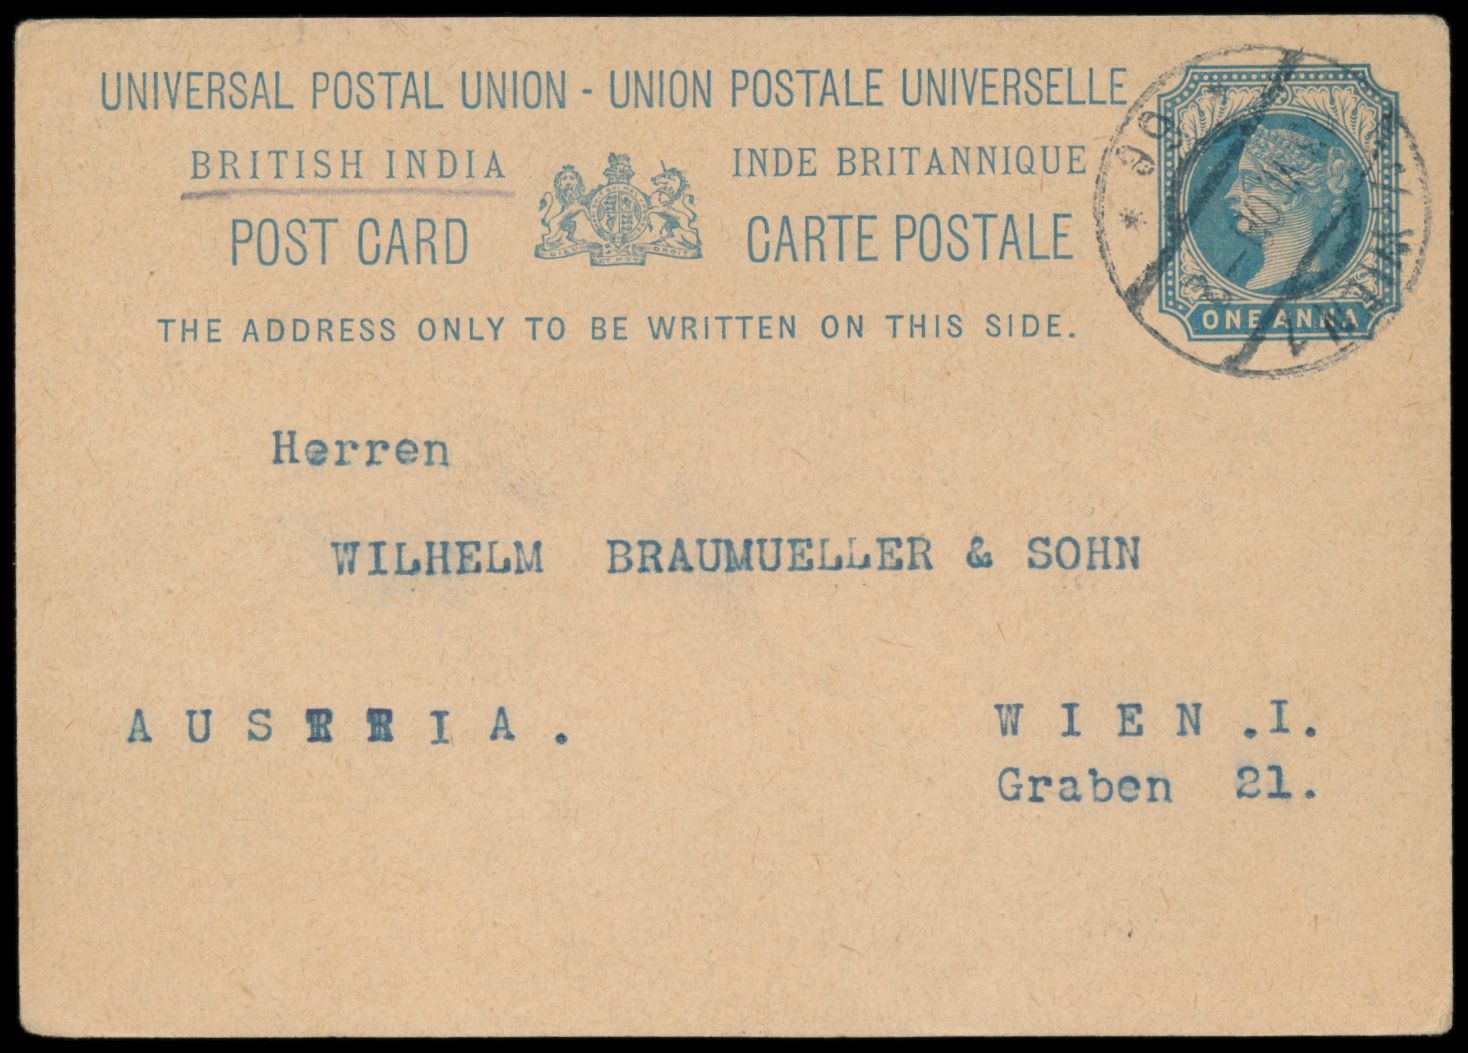 UNIVERSAL POSTAL UNION - UNION POSTALE UNIVERSELLE
BRITISH INDIA INDE BRITANNIQUE
POST CARD CARTE POSTALE
THE ADDRESS ONLY TO BE WRITTEN ON THIS SIDE.
ONE ANNA
Herren
WILHELM BRAUMUELLER & SOHN
AUSTRIA. WIEN.I.
Graben 21.